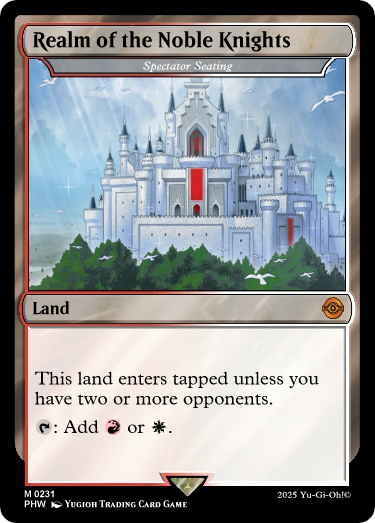 Realm of the Noble Knights
Spectator Seating
Land
This land enters tapped unless you
have two or more opponents.
: Add or .
M 0231
PHW YUGIOH TRADING CARD GAME
2025 Yu-Gi-Oh!©